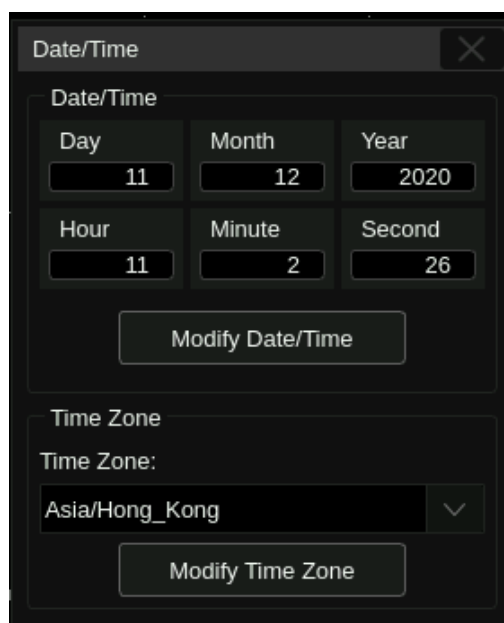 Date/Time
Date/Time
Day Month Year
11 12 2020
Hour Minute Second
11 2 26
Modify Date/Time
Time Zone
Time Zone:
Asia/Hong_Kong
Modify Time Zone